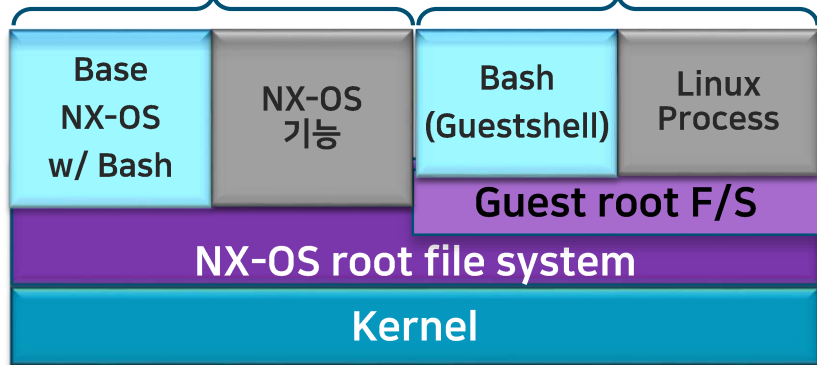 Base
NX-OS
w/ Bash
NX-OS
기능
Bash
(Guestshell)
Linux
Process
Guest root F/S
NX-OS root file system
Kernel